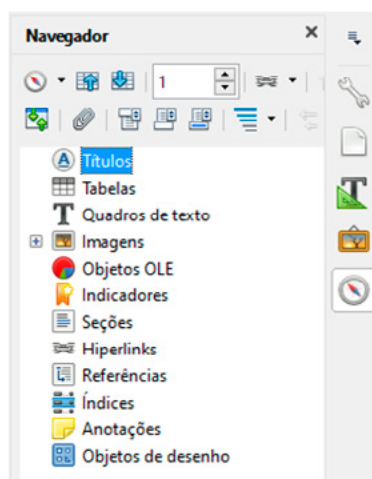 Navegador
1
Títulos
Tabelas
Quadros de texto
Imagens
Objetos OLE
Indicadores
Seções
Hiperlinks
Referências
Índices
Anotações
Objetos de desenho